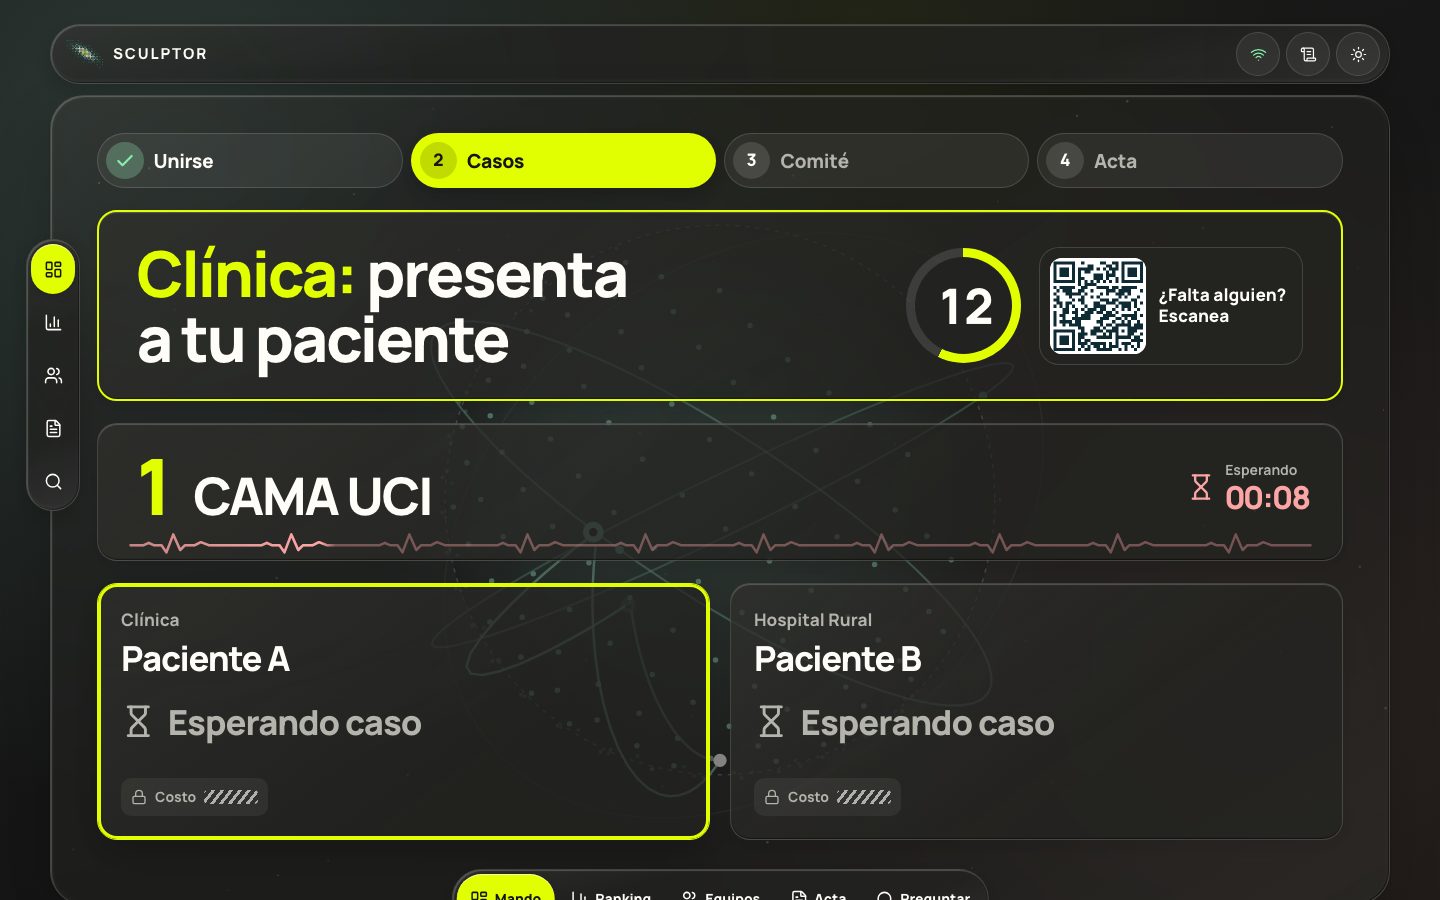 SCULPTOR
Unirse
2 Casos
3 Comité
4 Acta
Clínica: presenta
a tu paciente
12
¿Falta alguien?
Escanea
1 CAMA UCI
Esperando
00:08
Clínica
Paciente A
Esperando caso
Costo
Hospital Rural
Paciente B
Esperando caso
Costo
Mando Ranking Equipos Acta Preguntar